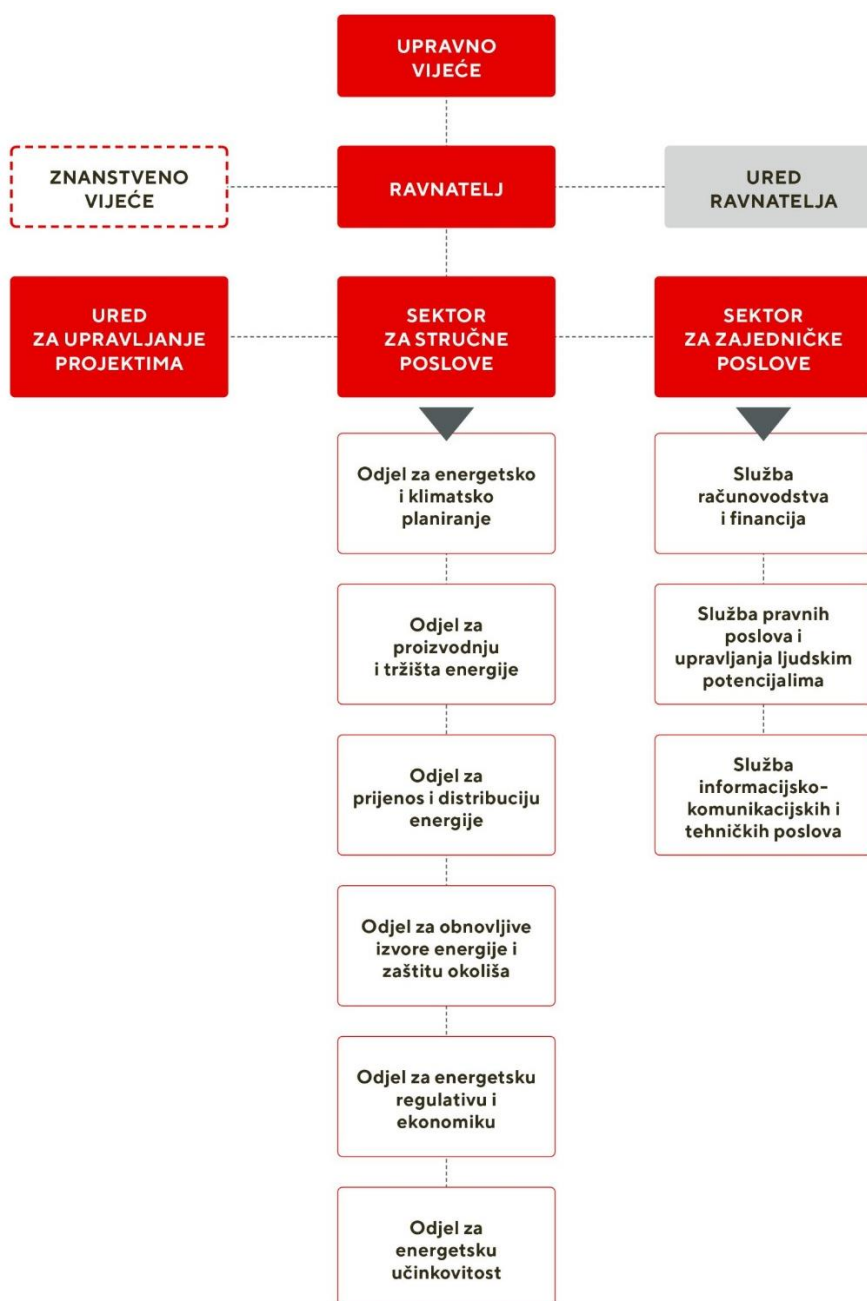 UPRAVNO
VIJEĆE
ZNANSTVENO
VIJEĆE
RAVNATELJ
URED
RAVNATELJA
URED
ZA UPRAVLJANJE
PROJEKTIMA
SEKTOR
ZA STRUČNE
POSLOVE
SEKTOR
ZA ZAJEDNIČKE
POSLOVE
Odjel za energetsko
i klimatsko
planiranje
Odjel za
proizvodnju
i tržišta energije
Odjel za
prijenos i distribuciju
energije
Odjel za obnovljive
izvore energije i
zaštitu okoliša
Odjel za energetsku
regulativu i
ekonomiku
Odjel za
energetsku
učinkovitost
Služba
računovodstva
i financija
Služba pravnih
poslova i
upravljanja ljudskim
potencijalima
Služba
informacijsko-
komunikacijskih i
tehničkih poslova